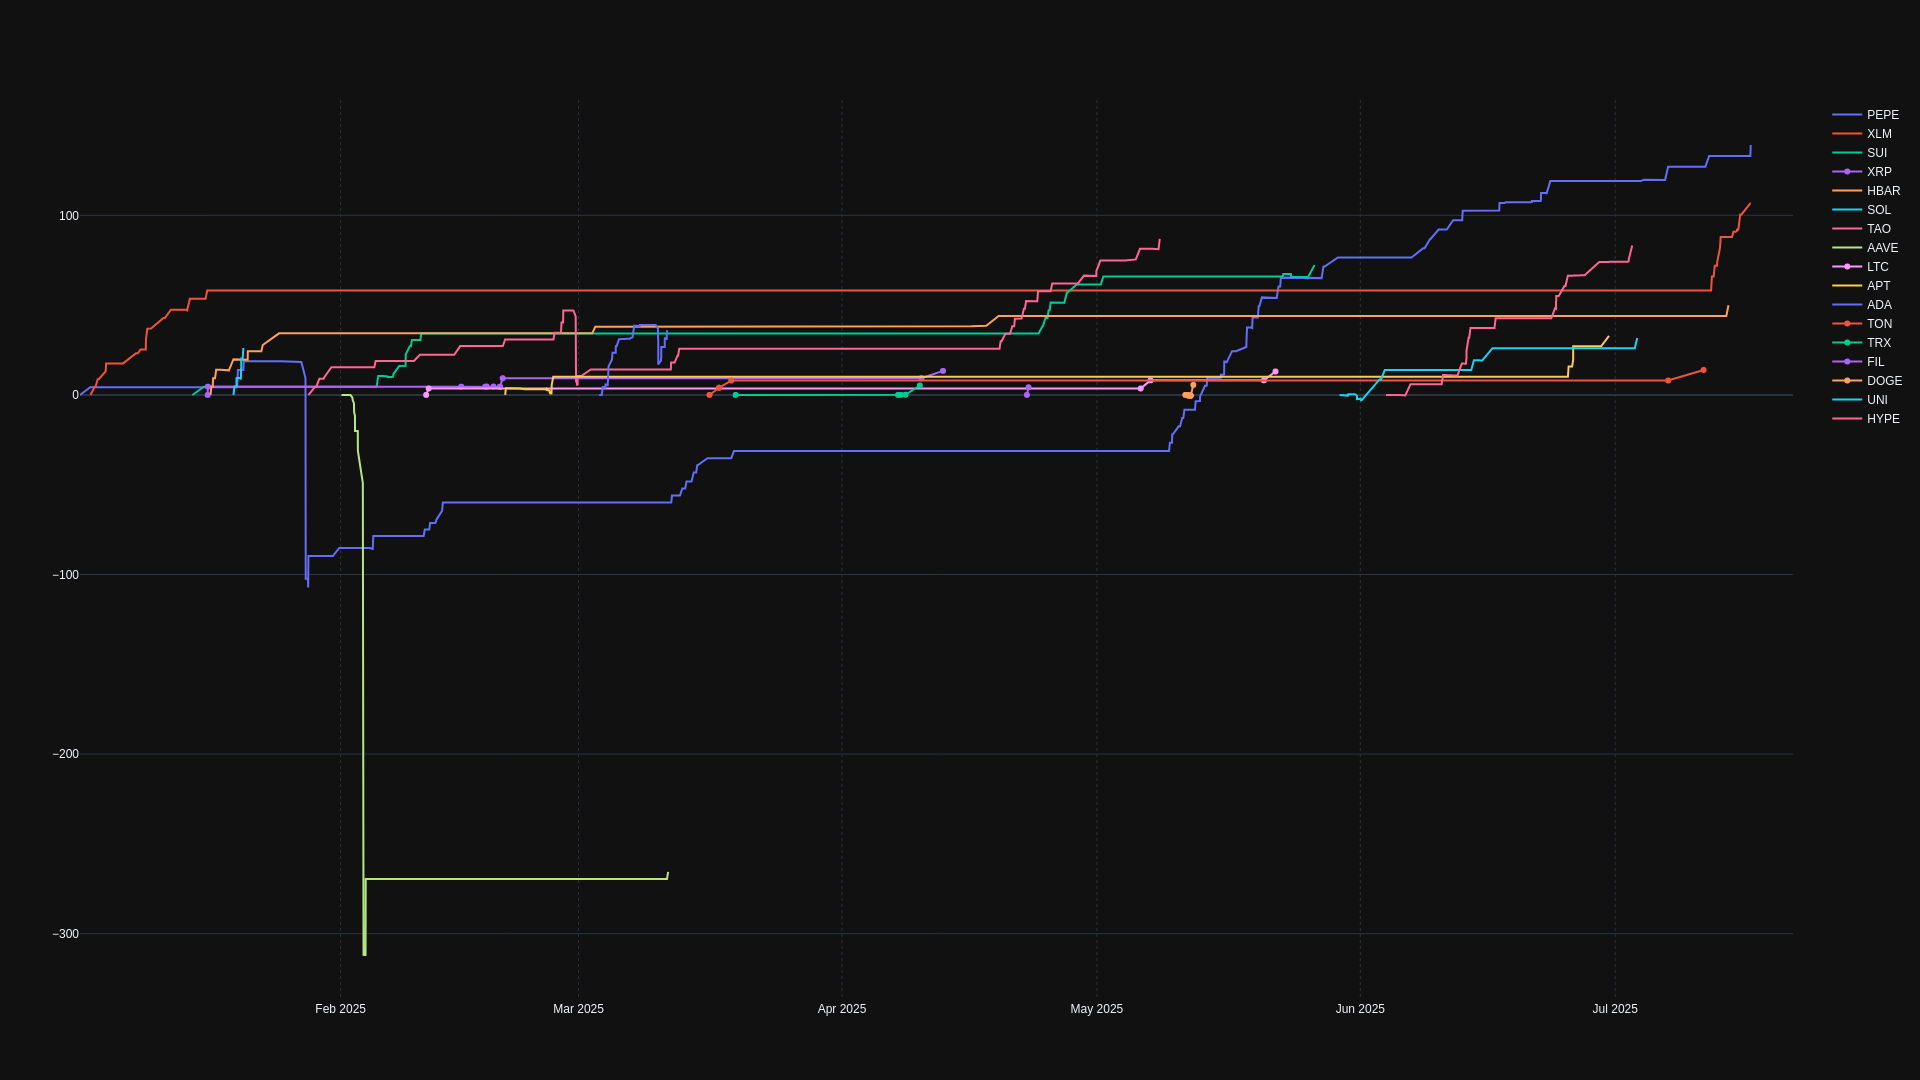 100
0
−100
−200
−300
Feb 2025
Mar 2025
Apr 2025
May 2025
Jun 2025
Jul 2025
PEPE
XLM
SUI
XRP
HBAR
SOL
TAO
AAVE
LTC
APT
ADA
TON
TRX
FIL
DOGE
UNI
HYPE